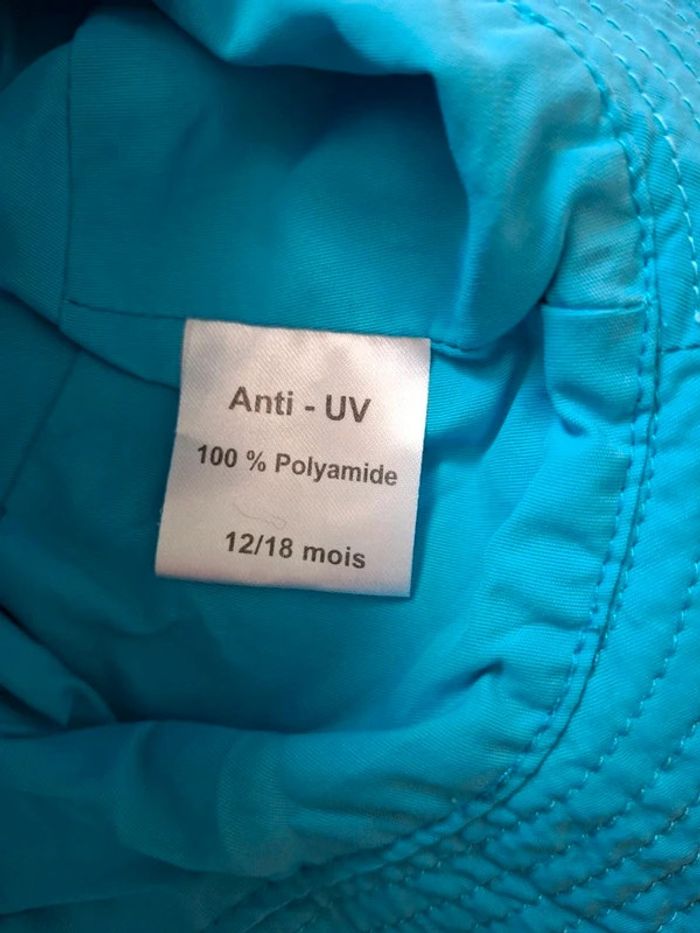 Anti - UV
100 % Polyamide
12/18 mois